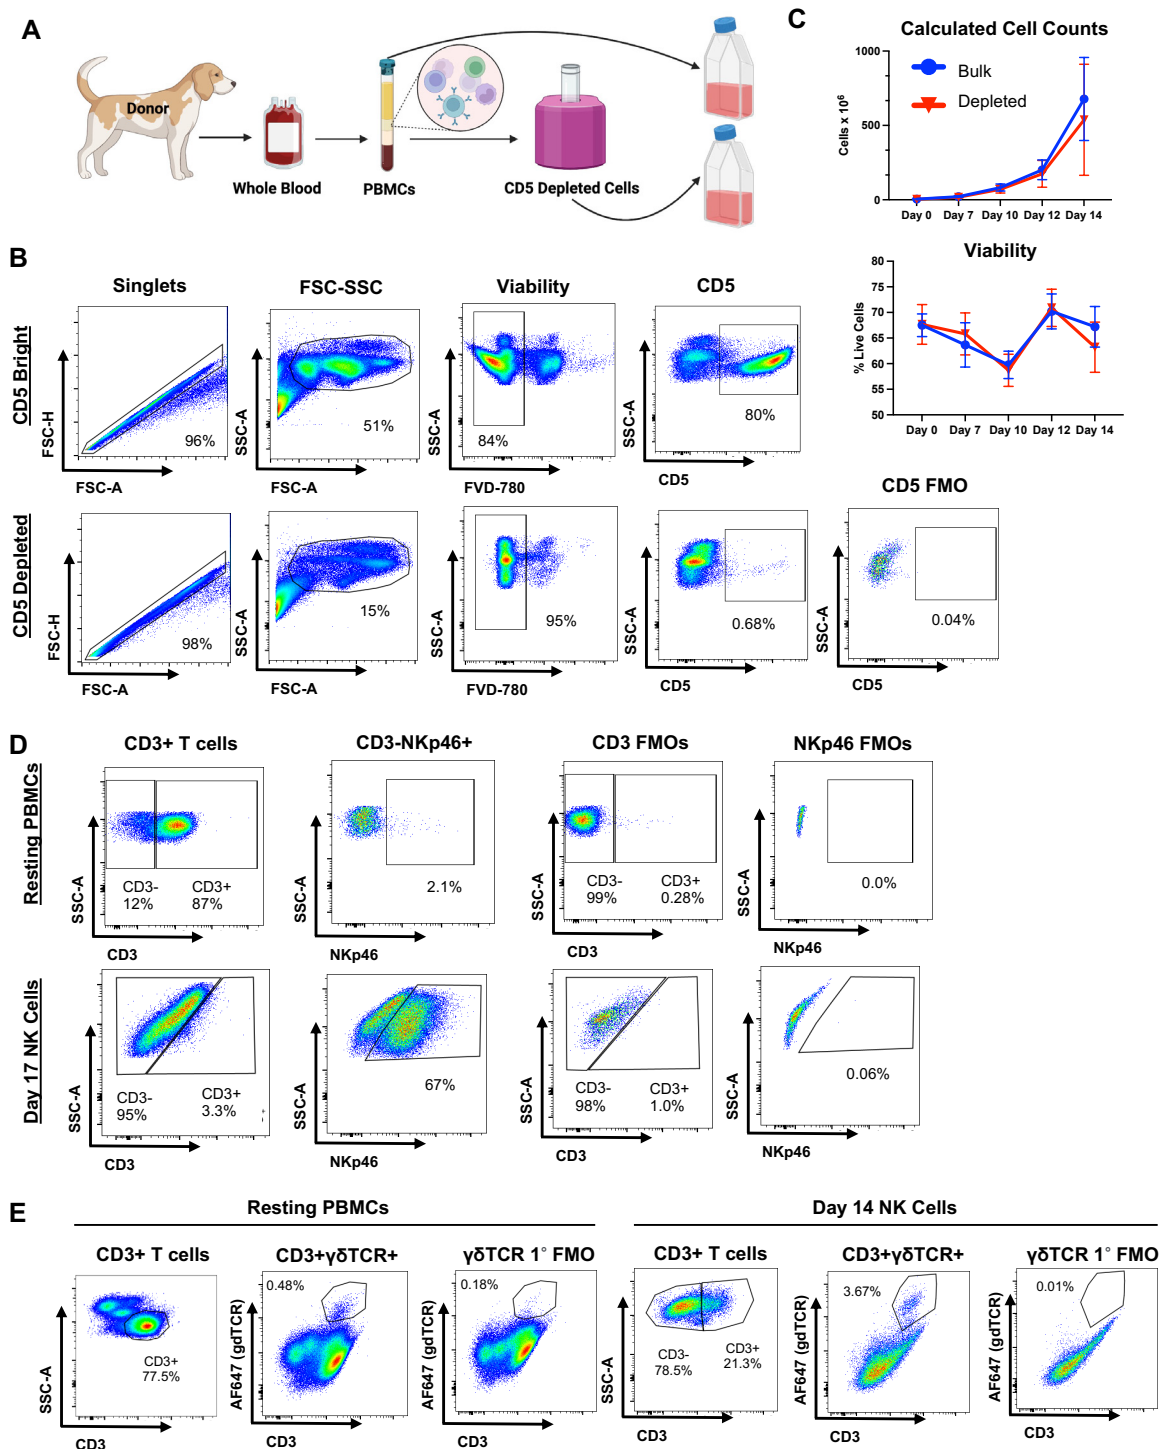 A
Donor
Whole Blood
PBMCs
CD5 Depleted Cells
C
Calculated Cell Counts
Cells x 10⁶
1000
500
0
Bulk
Depleted
Day 0 Day 7 Day 10 Day 12 Day 14
Viability
% Live Cells
80
75
70
65
60
55
50
Day 0 Day 7 Day 10 Day 12 Day 14
B
Singlets FSC-SSC Viability CD5
CD5 Bright
FSC-H
96%
FSC-A
SSC-A
51%
FSC-A
SSC-A
84%
FVD-780
SSC-A
80%
CD5
CD5 FMO
CD5 Depleted
FSC-H
98%
FSC-A
SSC-A
15%
FSC-A
SSC-A
95%
FVD-780
SSC-A
0.68%
CD5
SSC-A
0.04%
CD5
D
CD3+ T cells CD3-NKp46+ CD3 FMOs NKp46 FMOs
Resting PBMCs
SSC-A
CD3- CD3+
12% 87%
CD3
SSC-A
2.1%
NKp46
SSC-A
CD3- CD3+
99% 0.28%
CD3
SSC-A
0.0%
NKp46
Day 17 NK Cells
SSC-A
CD3- CD3+
95% 3.3%
CD3
SSC-A
67%
NKp46
SSC-A
CD3- CD3+
98% 1.0%
CD3
SSC-A
0.06%
NKp46
E
Resting PBMCs Day 14 NK Cells
CD3+ T cells CD3+γδTCR+ γδTCR 1° FMO CD3+ T cells CD3+γδTCR+ γδTCR 1° FMO
SSC-A
CD3+
77.5%
CD3
AF647 (gdTCR)
0.48%
CD3
AF647 (gdTCR)
0.18%
CD3
SSC-A
CD3- CD3+
78.5% 21.3%
CD3
AF647 (gdTCR)
3.67%
CD3
AF647 (gdTCR)
0.01%
CD3